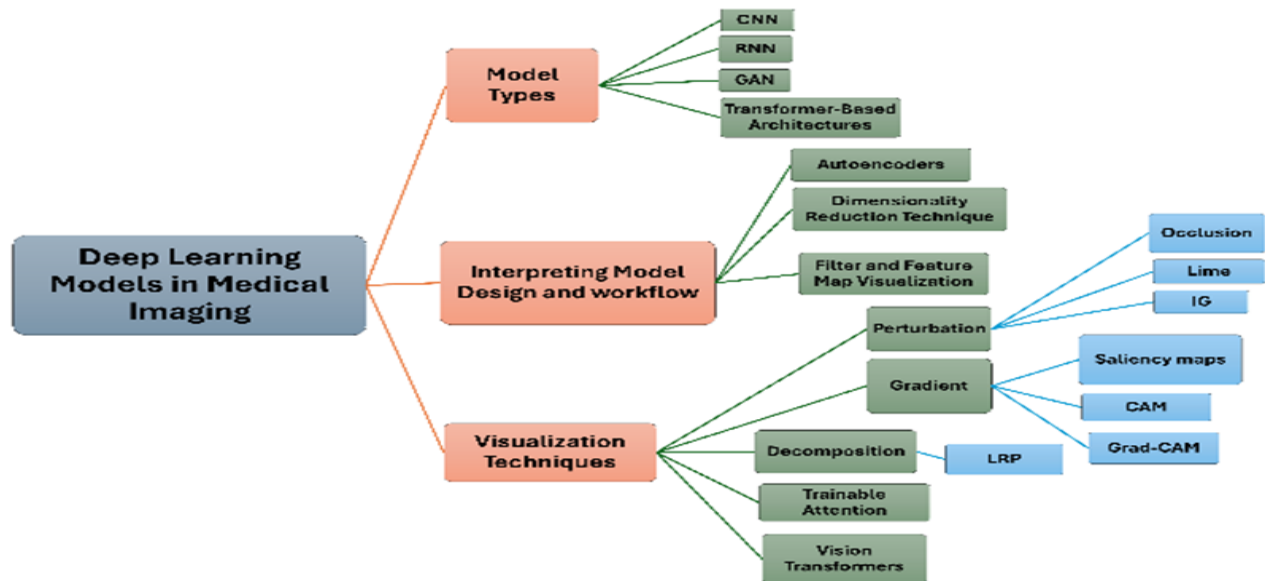 Deep Learning
Models in Medical
Imaging
Model
Types
CNN
RNN
GAN
Transformer-Based
Architectures
Interpreting Model
Design and workflow
Autoencoders
Dimensionality
Reduction Technique
Filter and Feature
Map Visualization
Visualization
Techniques
Perturbation
Occlusion
Lime
IG
Gradient
Saliency maps
CAM
Grad-CAM
Decomposition
LRP
Trainable
Attention
Vision
Transformers